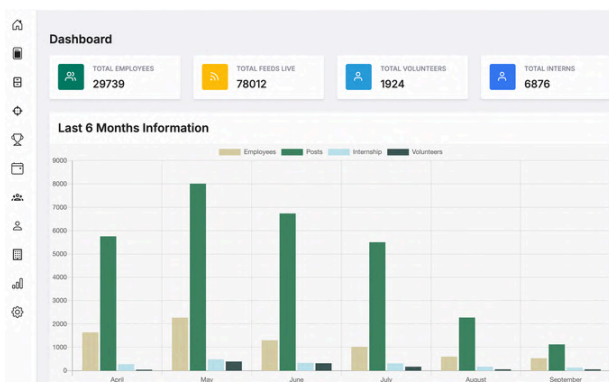 Dashboard
TOTAL EMPLOYEES
29739
TOTAL FEEDS LIVE
78012
TOTAL VOLUNTEERS
1924
TOTAL INTERNS
6876
Last 6 Months Information
Employees Posts Internship Volunteers
9000
8000
7000
6000
5000
4000
3000
2000
1000
0
April May June July August September